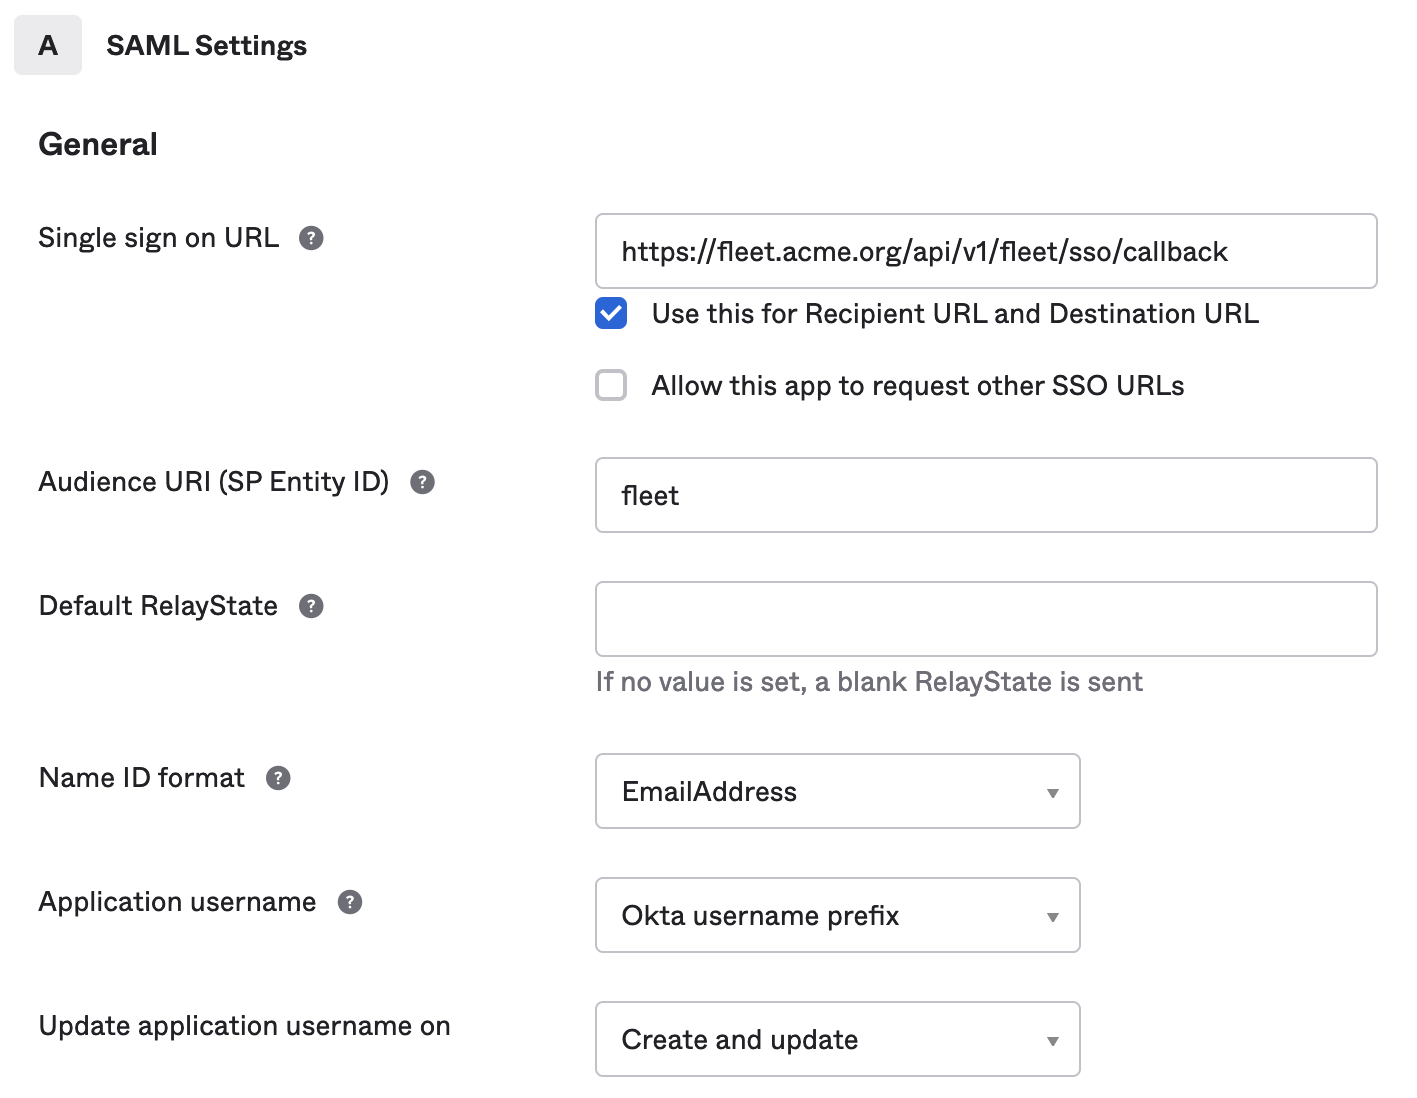 A SAML Settings
General
Single sign on URL ?
https://fleet.acme.org/api/v1/fleet/sso/callback
Use this for Recipient URL and Destination URL
Allow this app to request other SSO URLs
Audience URI (SP Entity ID) ?
fleet
Default RelayState ?
If no value is set, a blank RelayState is sent
Name ID format ?
EmailAddress
Application username ?
Okta username prefix
Update application username on
Create and update